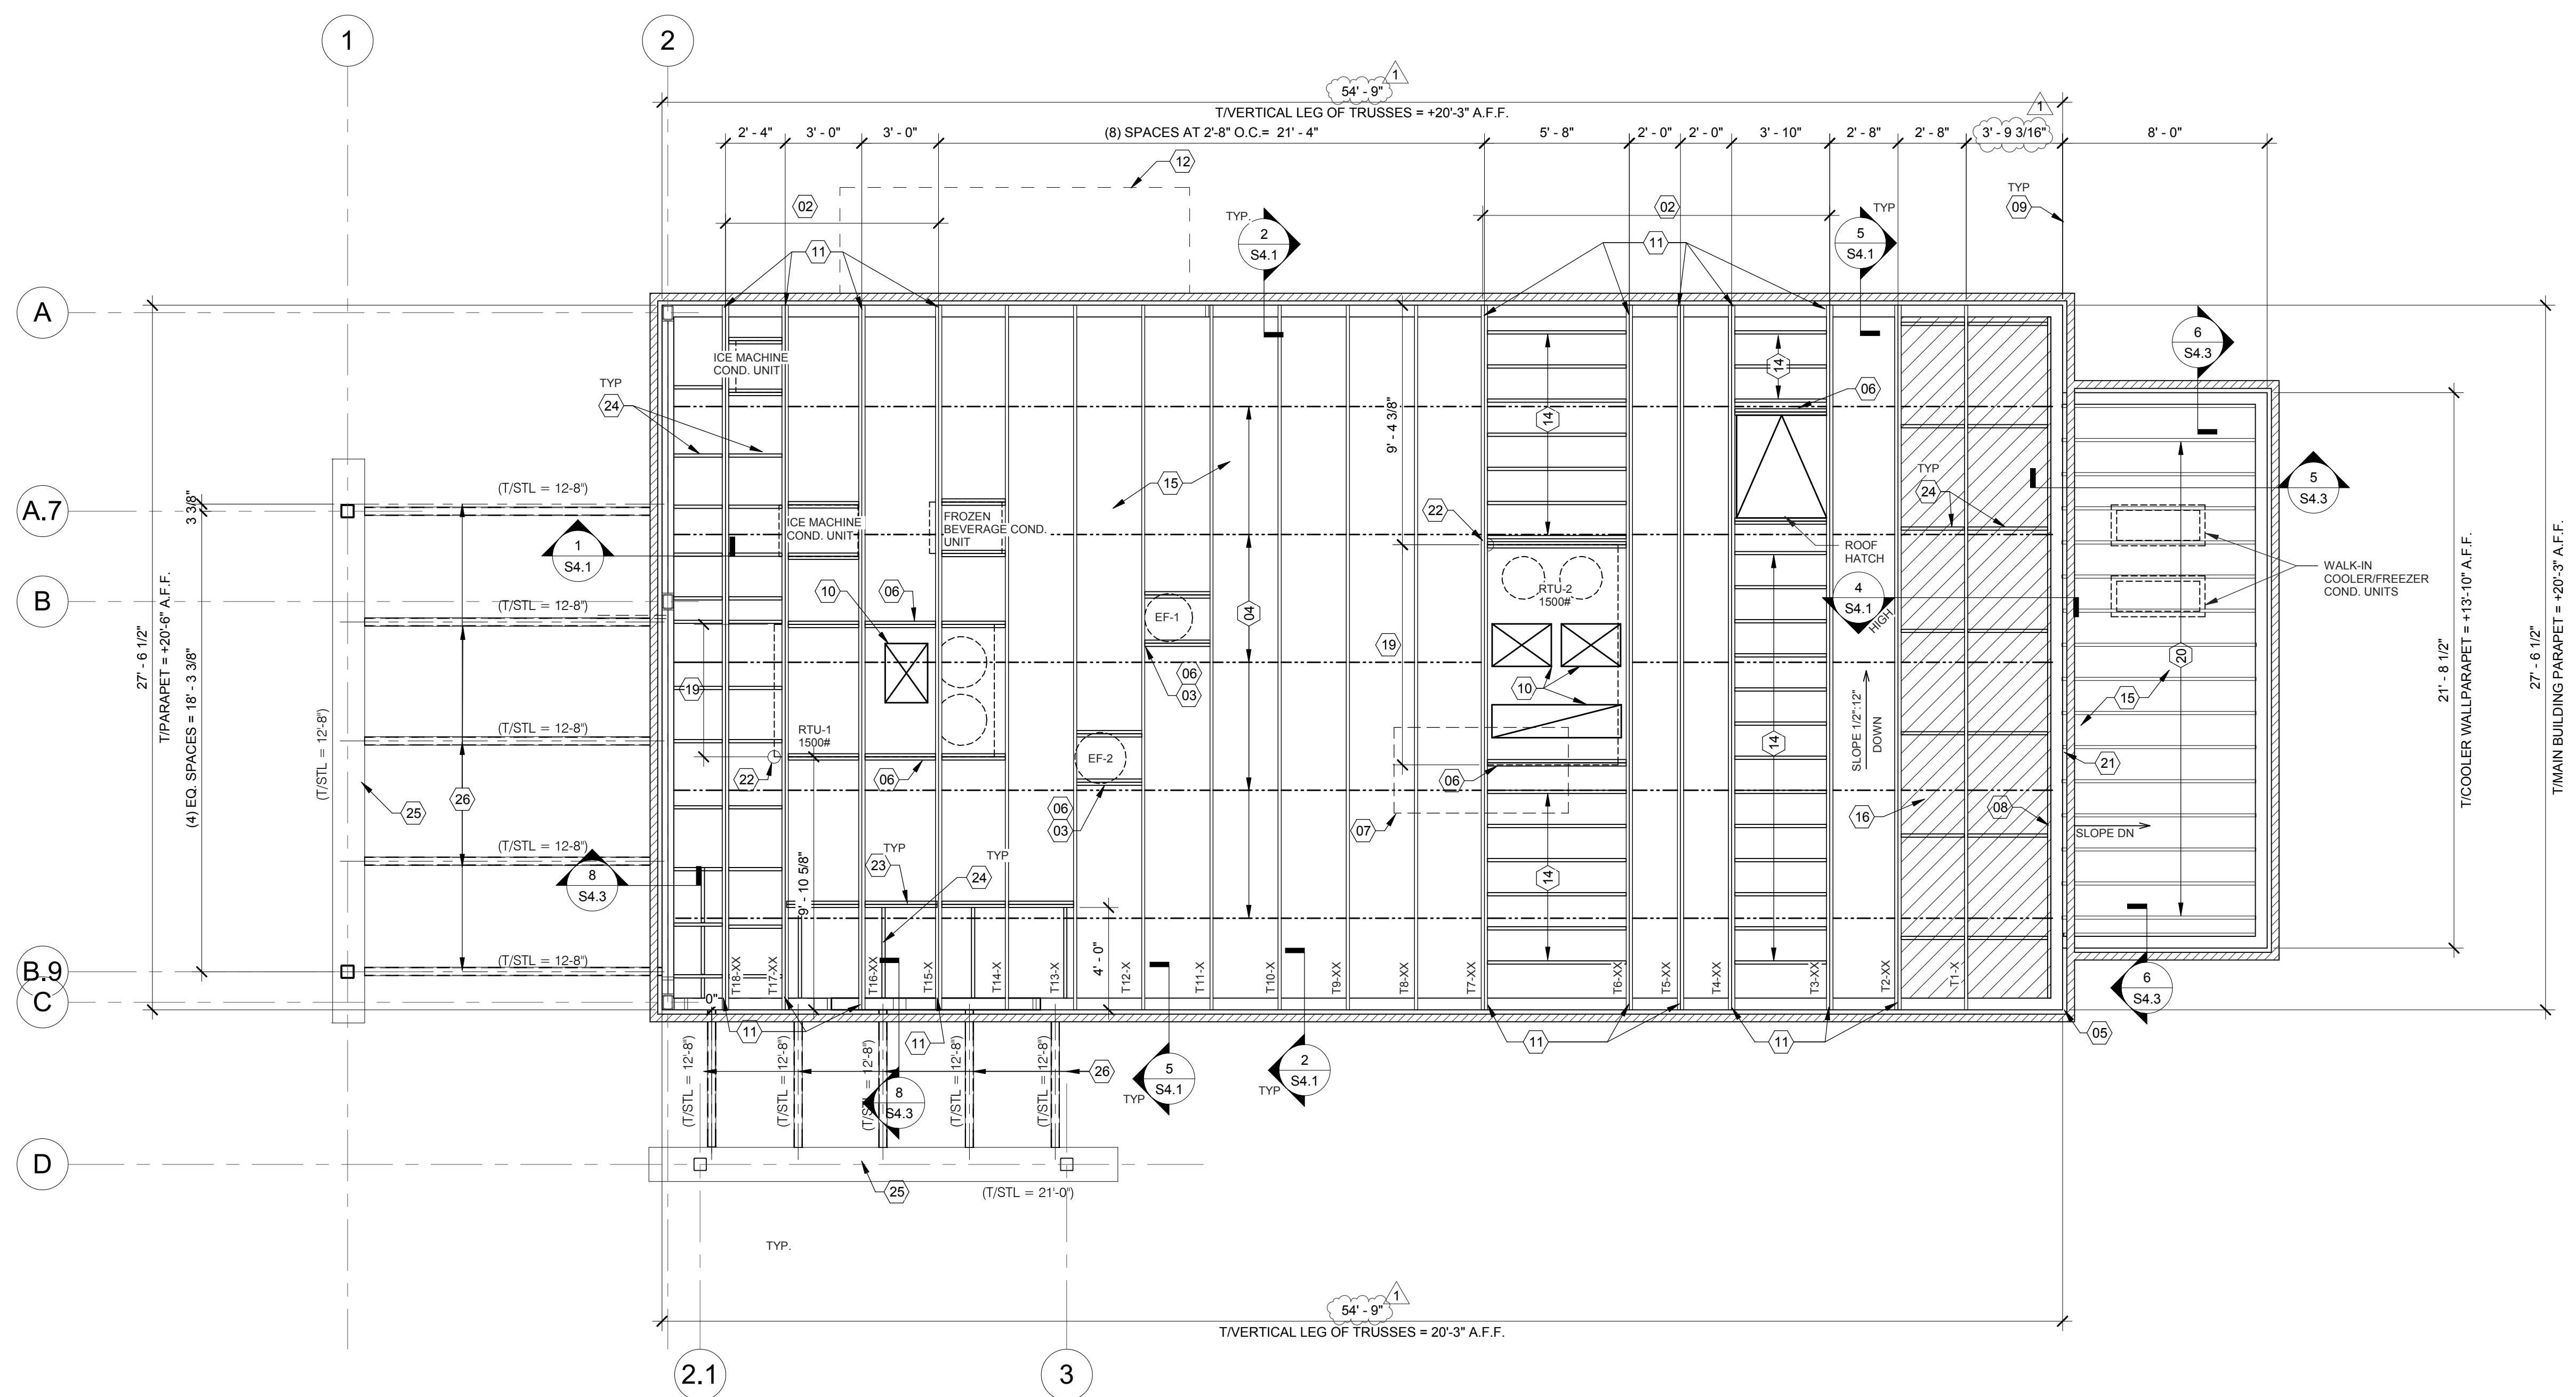 1
2
1
54' - 9"
T/VERTICAL LEG OF TRUSSES = +20'-3" A.F.F.
1
2' - 4"
3' - 0"
3' - 0"
(8) SPACES AT 2'-8" O.C.= 21' - 4"
5' - 8"
2' - 0"
2' - 0"
3' - 10"
2' - 8"
2' - 8"
3' - 9 3/16"
8' - 0"
12
02
02
TYP
09
TYP.
2
S4.1
TYP
5
S4.1
11
11
A
6
S4.3
ICE MACHINE
COND. UNIT
TYP
24
14
14
06
9' - 4 3/8"
TYP
24
5
S4.3
(T/STL = 12-8")
A.7
3 3/8"
15
22
ICE MACHINE
COND. UNIT
FROZEN
BEVERAGE COND.
UNIT
1
S4.1
ROOF
HATCH
WALK-IN
COOLER/FREEZER
COND. UNITS
B
(T/STL = 12-8")
10
06
EF-1
04
RTU-2
1500#
4
S4.1
HIGH
27' - 6 1/2"
T/PARAPET = +20'-6" A.F.F.
(4) EQ. SPACES = 18' - 3 3/8"
19
06
03
19
10
20
15
21' - 8 1/2"
T/COOLER WALLPARAPET = +13'-10" A.F.F.
27' - 6 1/2"
T/MAIN BUILDING PARAPET = +20'-3" A.F.F.
(T/STL = 12-8")
RTU-1
1500#
SLOPE 1/2":12"
DOWN
14
(T/STL = 12'-8")
22
06
EF-2
06
21
25
26
06
03
07
16
08
SLOPE DN
(T/STL = 12-8")
8
S4.3
TYP
23
TYP
24
9' - 10 5/8"
14
4' - 0"
(T/STL = 12-8")
B.9
C
T18-XX
T17-XX
T16-XX
T15-X
T14-X
T13-X
T12-X
T11-X
T10-X
T9-XX
T8-XX
T7-XX
T6-XX
T5-XX
T4-XX
T3-XX
T2-XX
T1-X
0"
6
S4.3
11
11
11
11
05
(T/STL = 12'-8")
(T/STL = 12'-8")
(T/STL = 12'-8")
(T/STL = 12'-8")
(T/STL = 12'-8")
26
8
S4.3
5
S4.1
TYP
2
S4.1
TYP
D
25
(T/STL = 21'-0")
TYP.
1
54' - 9"
T/VERTICAL LEG OF TRUSSES = 20'-3" A.F.F.
2.1
3